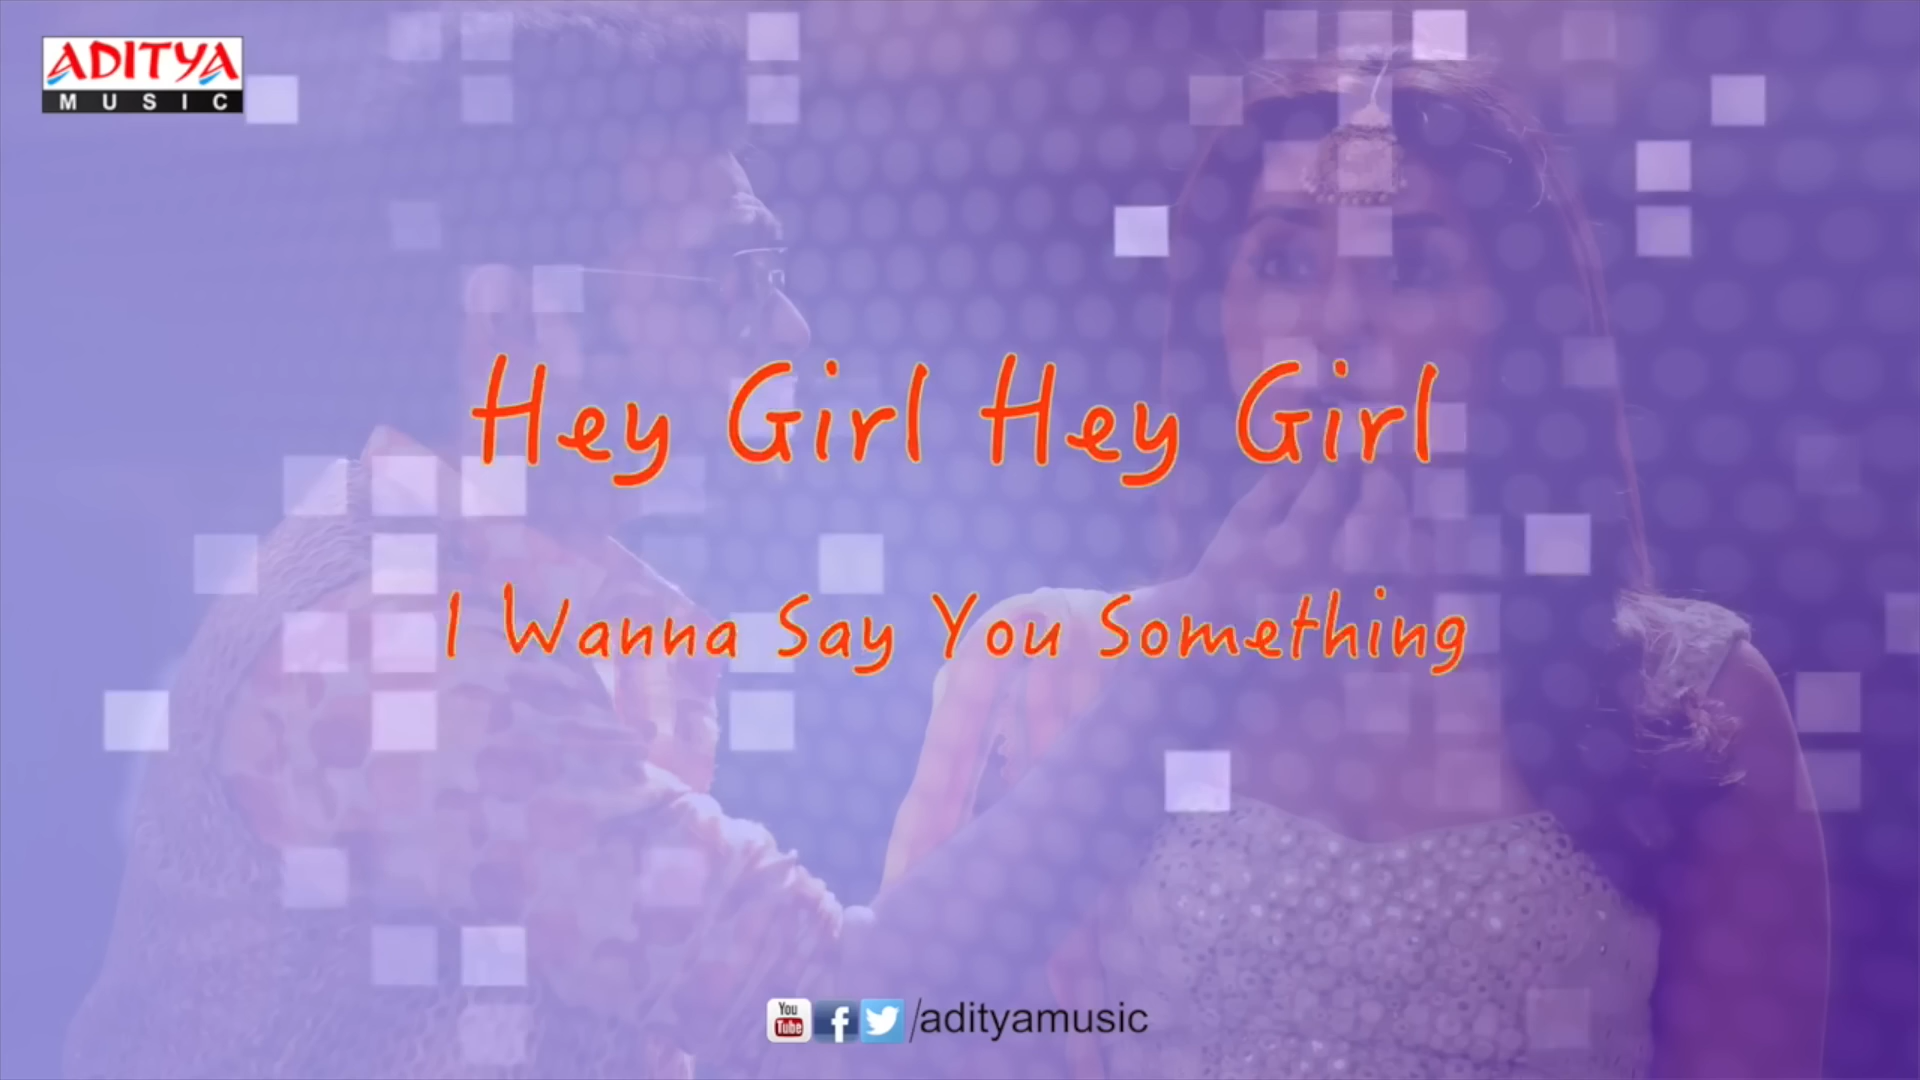 ADITYA
MUSIC
Hey Girl Hey Girl
I Wanna Say You Something
You Tube f /adityamusic